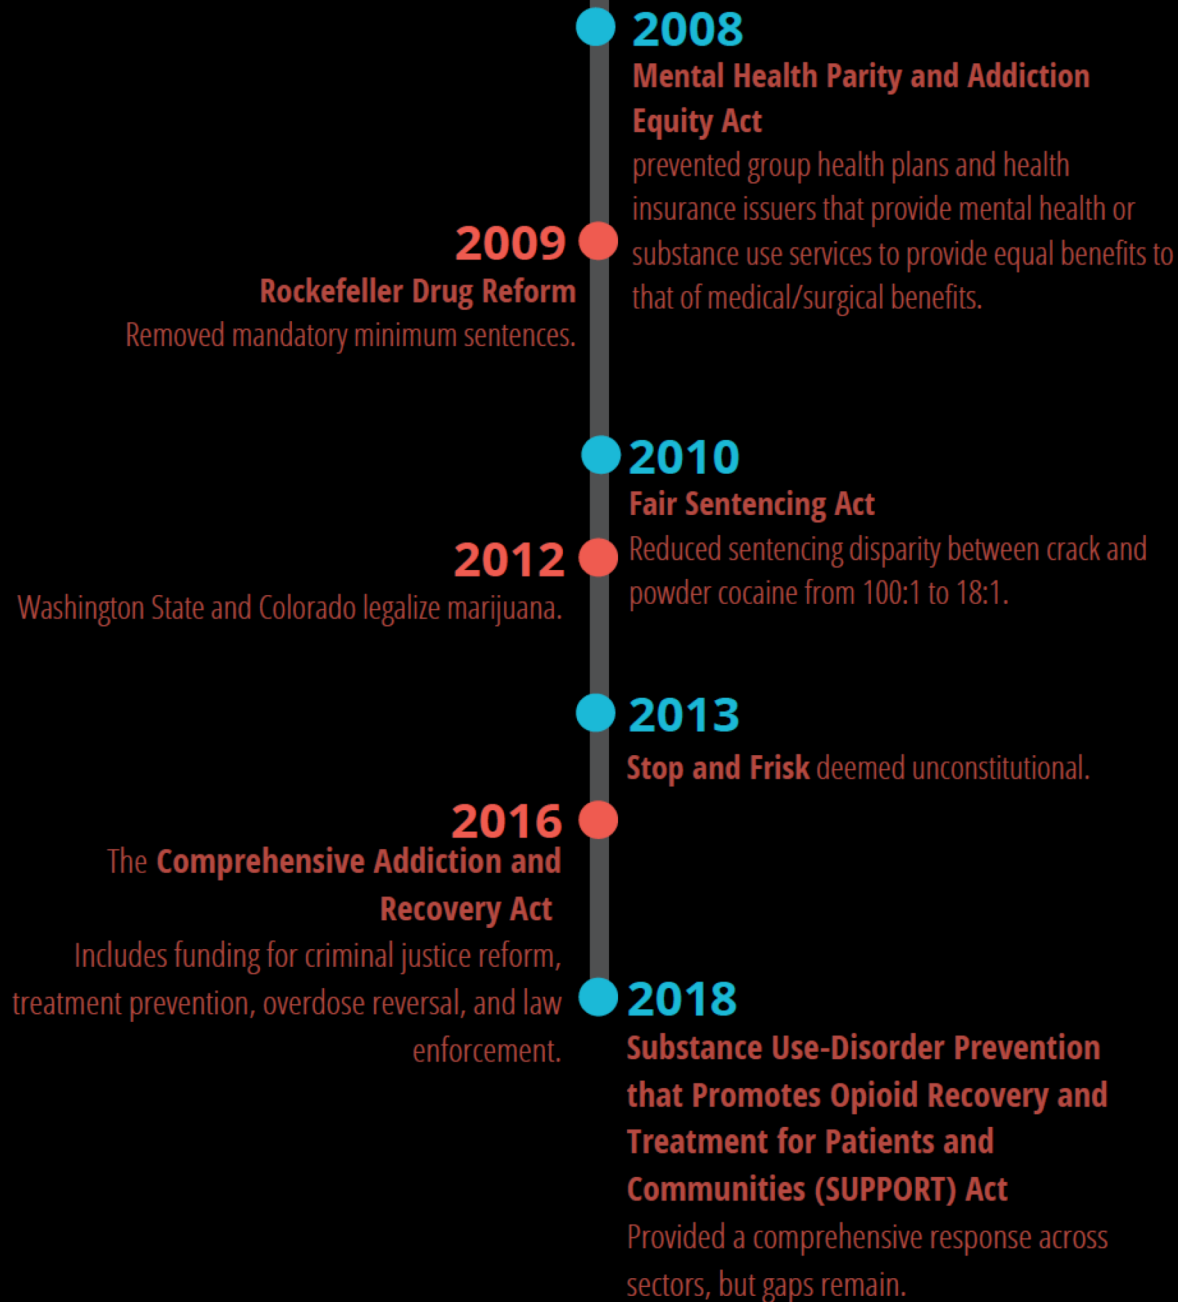 2008
Mental Health Parity and Addiction
Equity Act
prevented group health plans and health
insurance issuers that provide mental health or
substance use services to provide equal benefits to
that of medical/surgical benefits.
2009
Rockefeller Drug Reform
Removed mandatory minimum sentences.
2010
Fair Sentencing Act
Reduced sentencing disparity between crack and
powder cocaine from 100:1 to 18:1.
2012
Washington State and Colorado legalize marijuana.
2013
Stop and Frisk deemed unconstitutional.
2016
The Comprehensive Addiction and
Recovery Act
Includes funding for criminal justice reform,
treatment prevention, overdose reversal, and law
enforcement.
2018
Substance Use-Disorder Prevention
that Promotes Opioid Recovery and
Treatment for Patients and
Communities (SUPPORT) Act
Provided a comprehensive response across
sectors, but gaps remain.